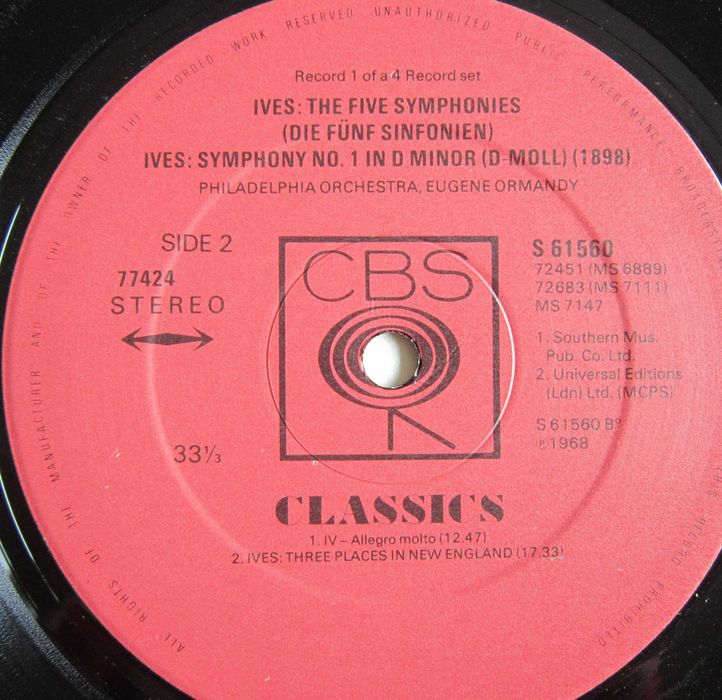 ALL RIGHTS OF THE MANUFACTURER AND OF THE OWNER OF THE RECORDED WORK RESERVED UNAUTHORIZED PUBLIC PERFORMANCE BROADCASTING
THIS RECORD PROHIBITED
Record 1 of a 4 Record set
IVES: THE FIVE SYMPHONIES
(DIE FÜNF SINFONIEN)
IVES: SYMPHONY NO. 1 IN D MINOR (D-MOLL) (1898)
PHILADELPHIA ORCHESTRA, EUGENE ORMANDY
SIDE 2
77424
STEREO
33⅓
CBS
S 61560
72451 (MS 6889)
72683 (MS 7111)
MS 7147
1. Southern Mus.
Pub. Co. Ltd.
2. Universal Editions
(Ldn) Ltd. (MCPS)
S 61560 B°
℗1968
CLASSICS
1. IV – Allegro molto (12.47)
2. IVES: THREE PLACES IN NEW ENGLAND (17.33)